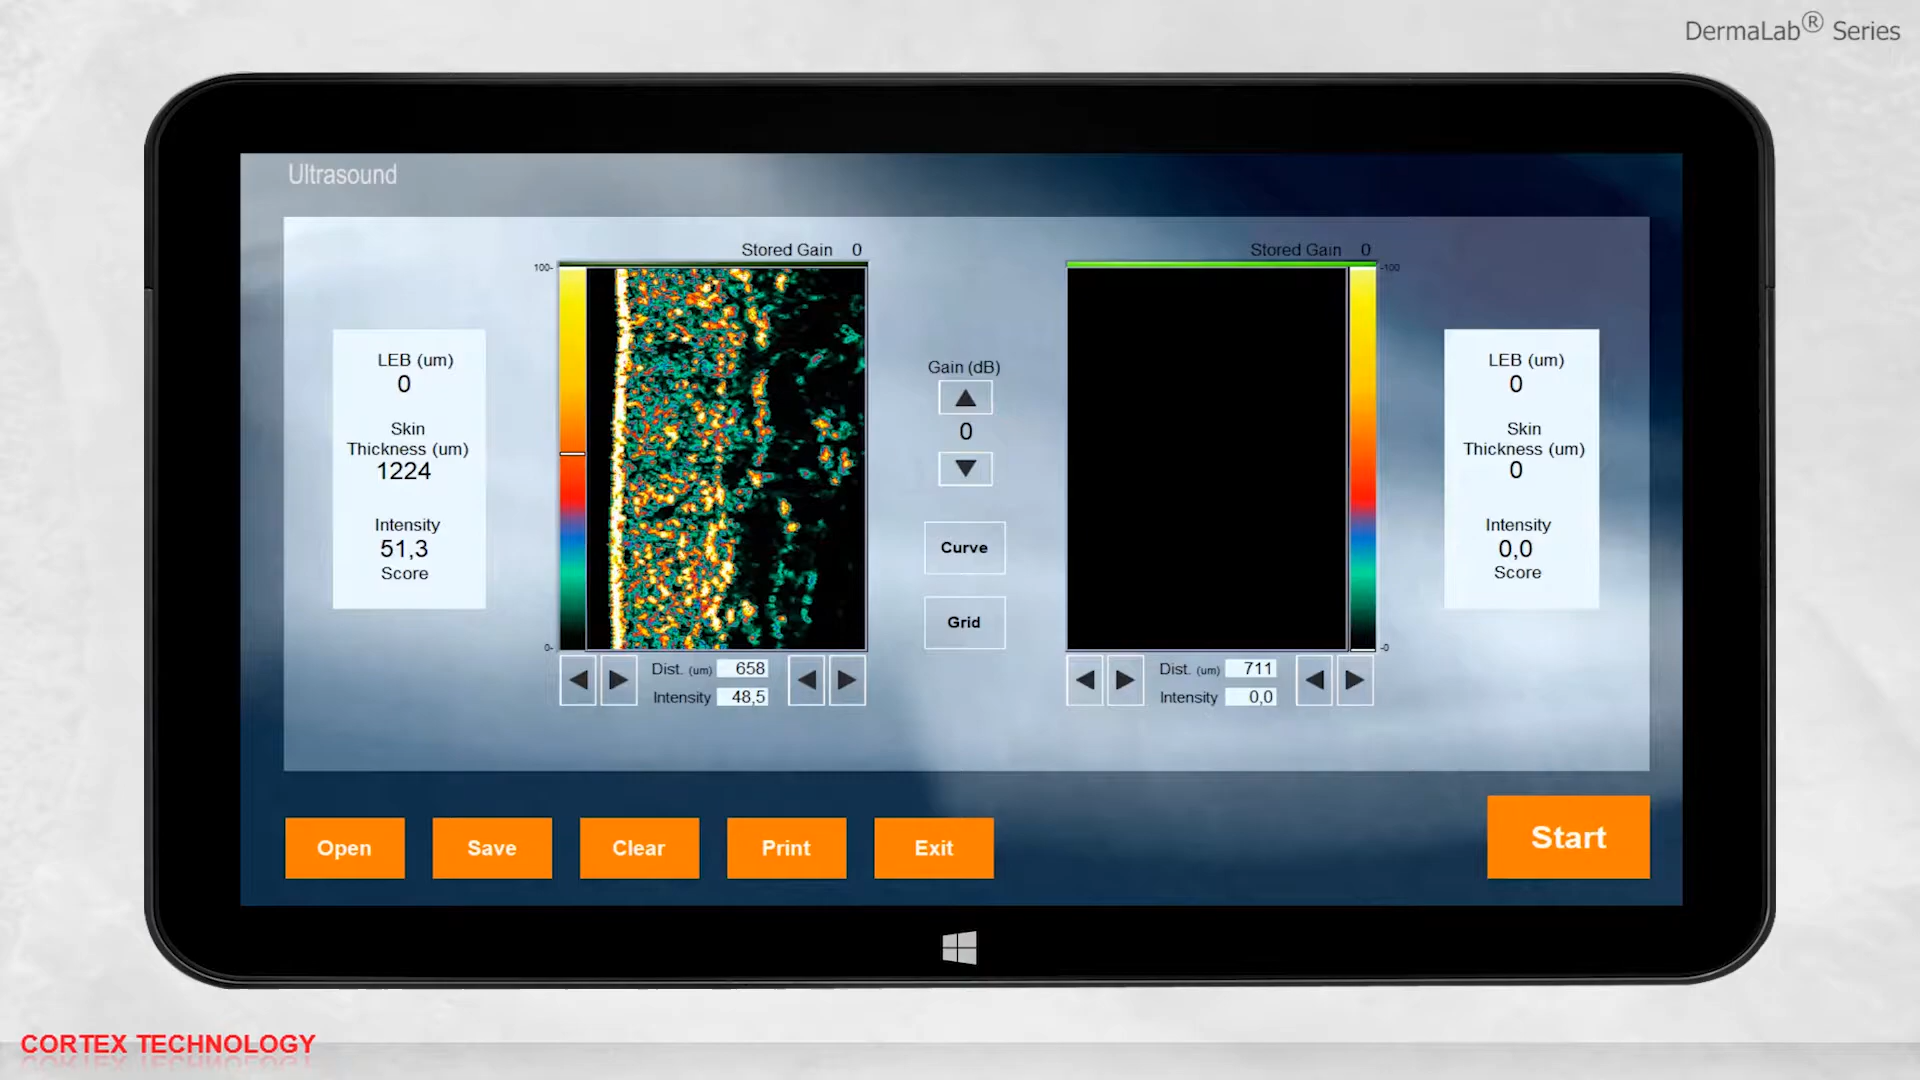 DermaLab® Series
Ultrasound
Stored Gain 0
100-
0-
LEB (um)
0
Skin
Thickness (um)
1224
Intensity
51,3
Score
Dist. (um) 658
Intensity 48,5
Gain (dB)
0
Curve
Grid
Stored Gain 0
-100
-0
Dist. (um) 711
Intensity 0,0
LEB (um)
0
Skin
Thickness (um)
0
Intensity
0,0
Score
Open
Save
Clear
Print
Exit
Start
CORTEX TECHNOLOGY